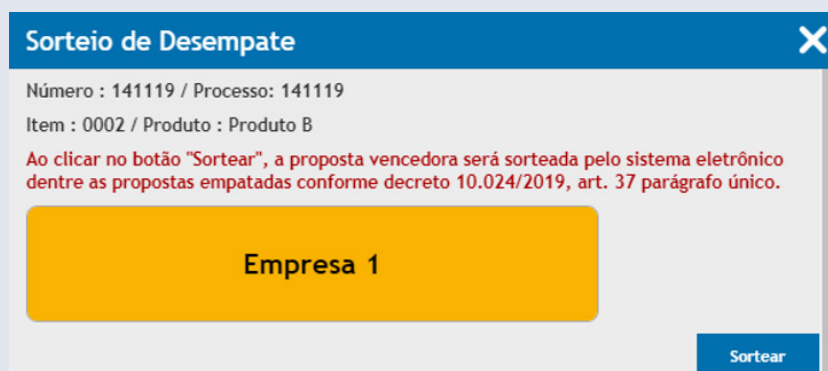 Sorteio de Desempate
Número : 141119 / Processo: 141119
Item : 0002 / Produto : Produto B
Ao clicar no botão "Sortear", a proposta vencedora será sorteada pelo sistema eletrônico
dentre as propostas empatadas conforme decreto 10.024/2019, art. 37 parágrafo único.
Empresa 1
Sortear